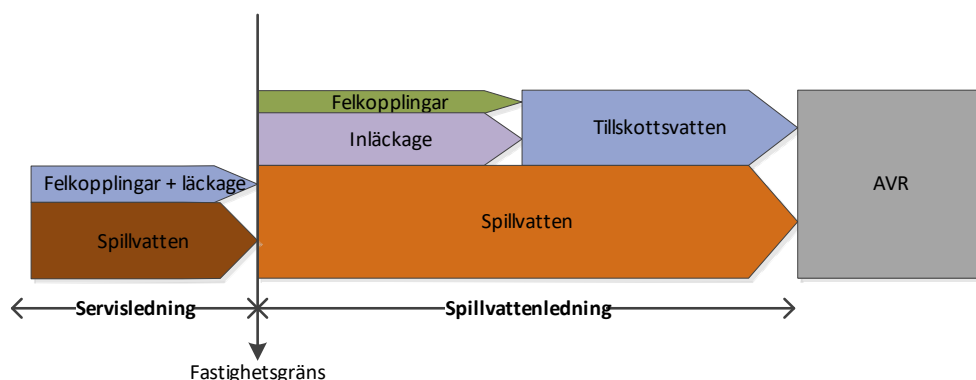 Felkopplingar
Inläckage
Tillskottsvatten
AVR
Felkopplingar + läckage
Spillvatten
Spillvatten
Servisledning
Spillvattenledning
Fastighetsgräns